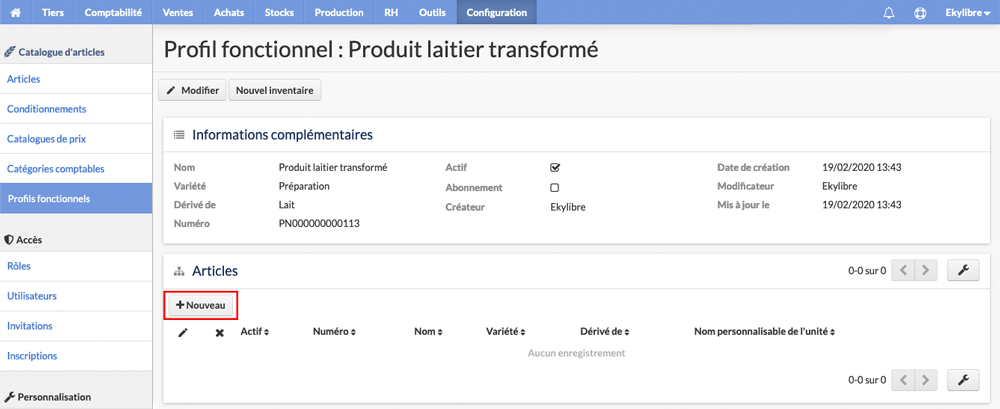 Tiers Comptabilité Ventes Achats Stocks Production RH Outils Configuration Ekylibre
Catalogue d'articles
Articles
Conditionnements
Catalogues de prix
Catégories comptables
Profils fonctionnels
Accès
Rôles
Utilisateurs
Invitations
Inscriptions
Personnalisation
Profil fonctionnel : Produit laitier transformé
Modifier Nouvel inventaire
Informations complémentaires
Nom Produit laitier transformé Actif Date de création 19/02/2020 13:43
Variété Préparation Abonnement Modificateur Ekylibre
Dérivé de Lait Créateur Ekylibre Mis à jour le 19/02/2020 13:43
Numéro PN000000000113
Articles 0-0 sur 0
+Nouveau
Actif Numéro Nom Variété Dérivé de Nom personnalisable de l'unité
Aucun enregistrement
0-0 sur 0